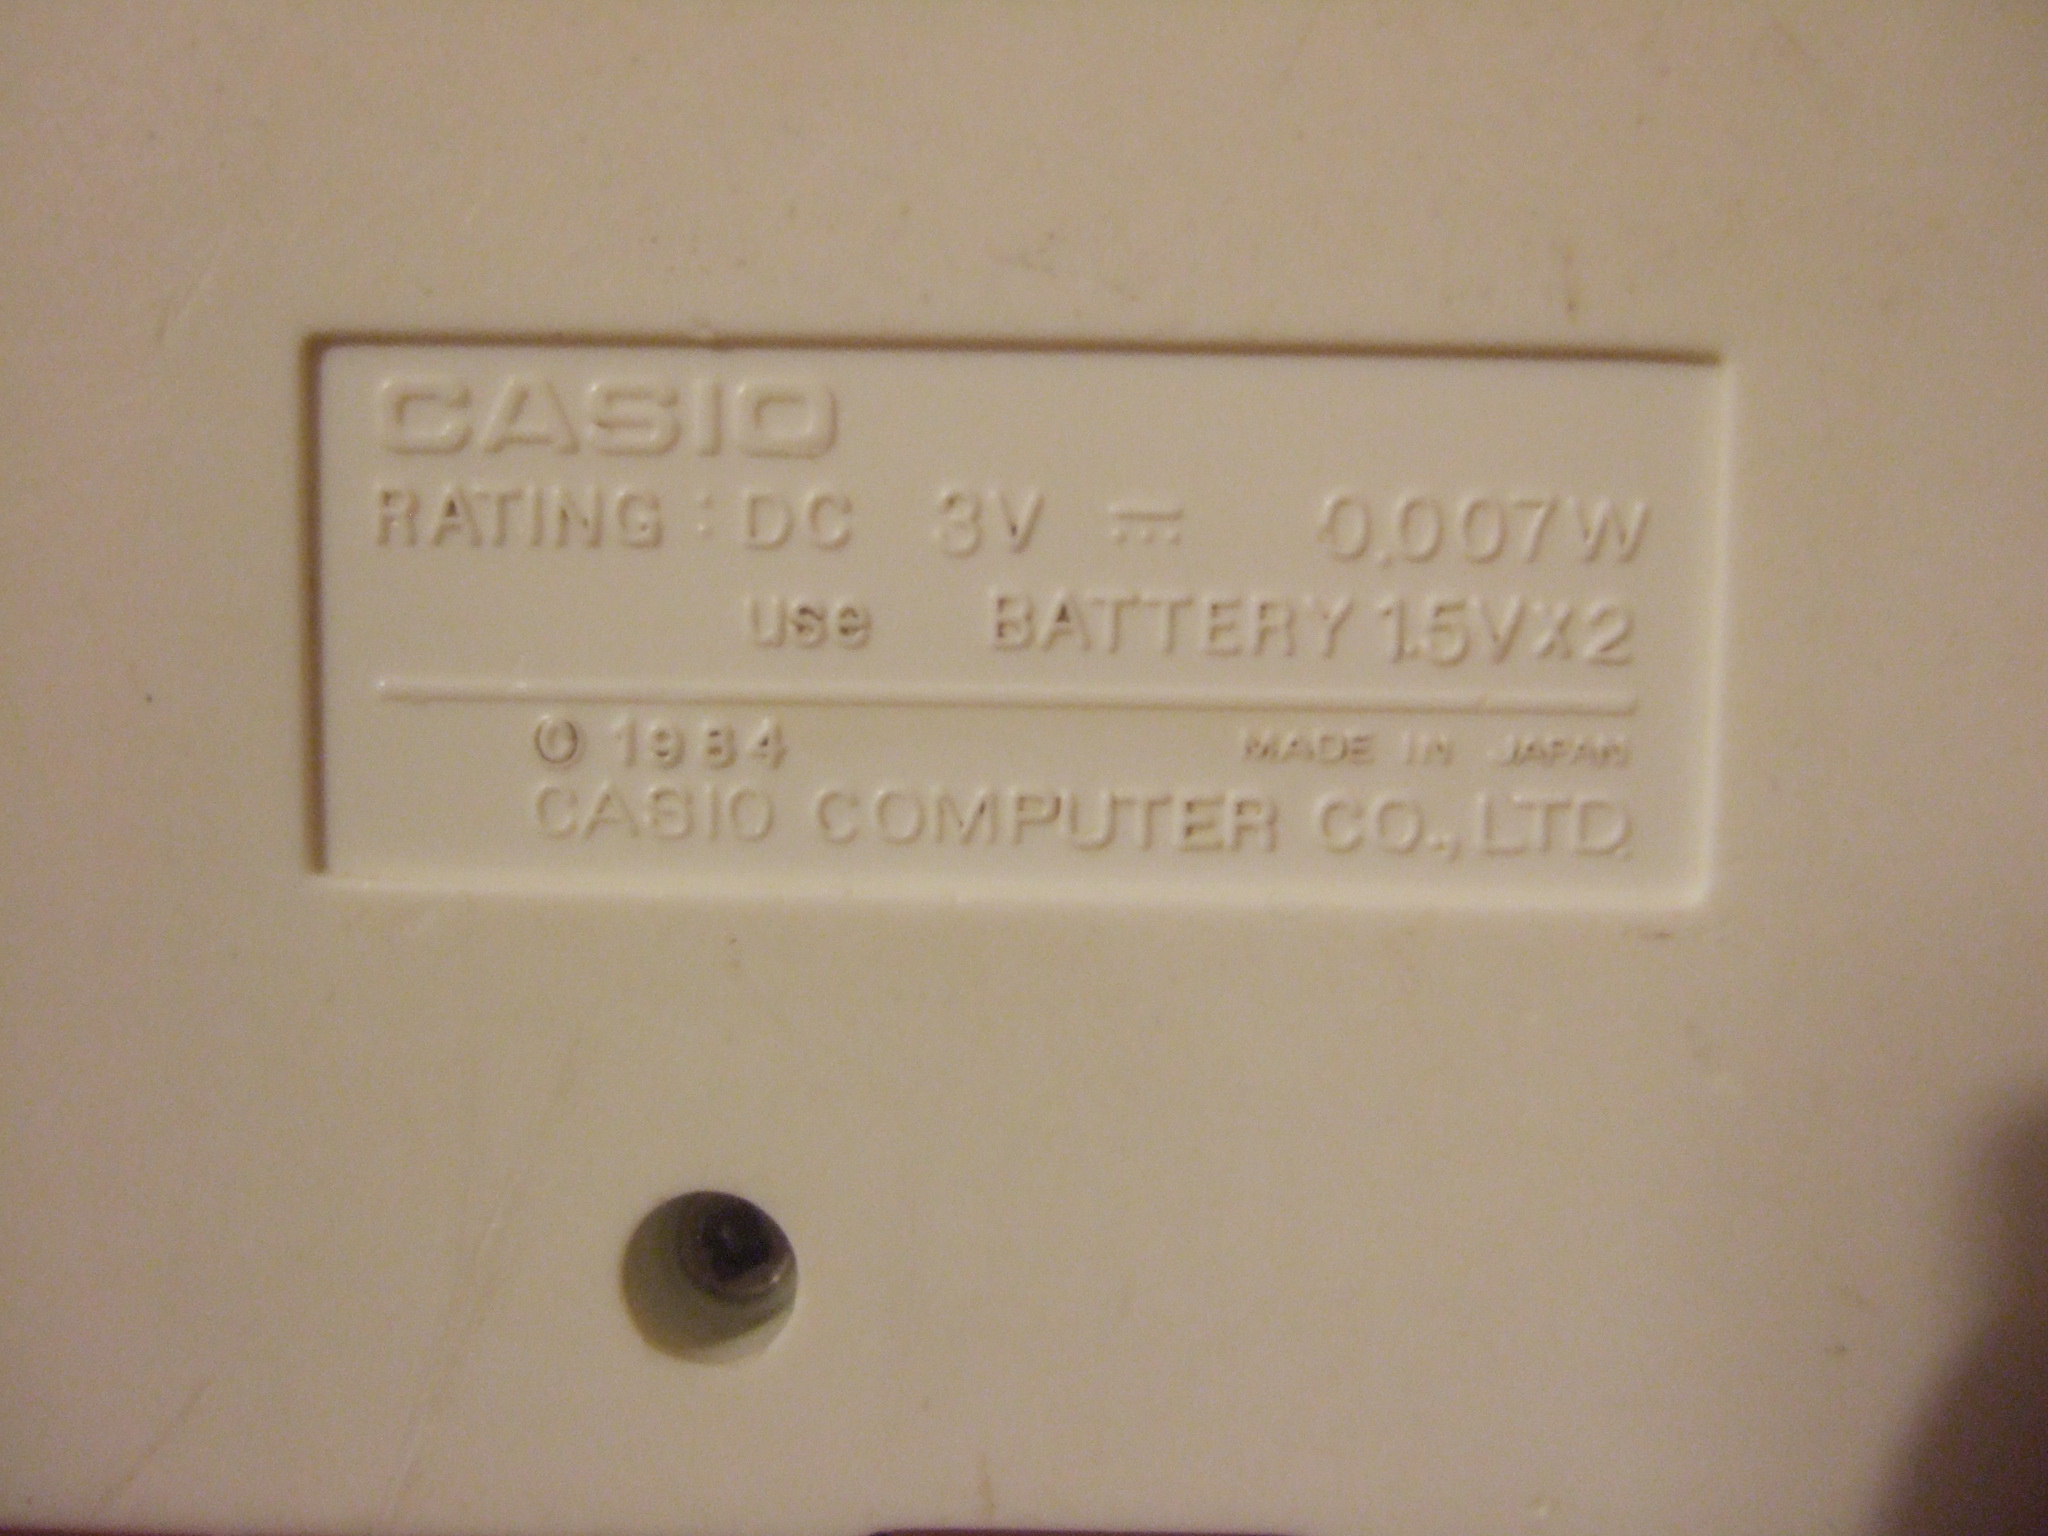 CASIO
RATING : DC 3V ⎓ 0.007W
use BATTERY 1.5V×2
© 1984 MADE IN JAPAN
CASIO COMPUTER CO., LTD.